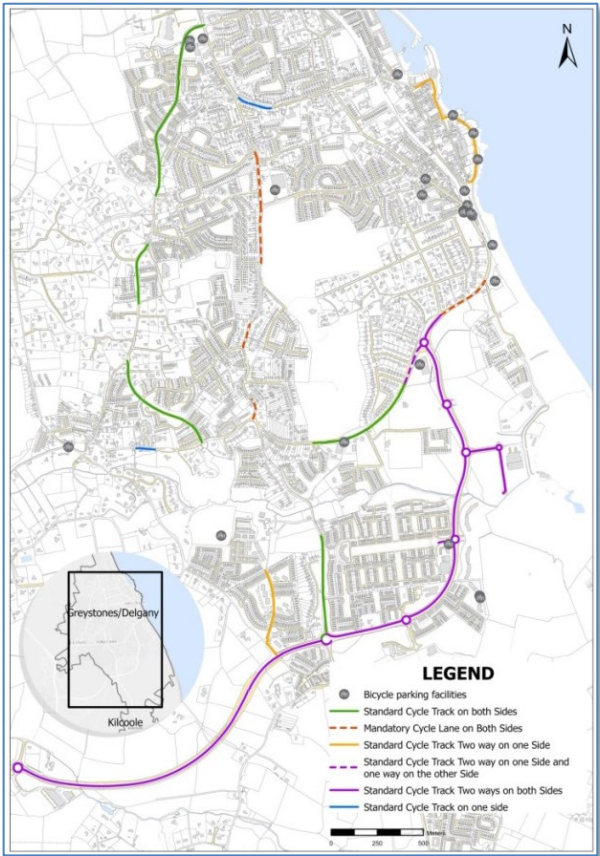 N
Greystones/Delgany
Kilcoole
LEGEND
Bicycle parking facilities
Standard Cycle Track on both Sides
Mandatory Cycle Lane on Both Sides
Standard Cycle Track Two way on one Side
Standard Cycle Track Two way on one Side and
one way on the other Side
Standard Cycle Track Two ways on both Sides
Standard Cycle Track on one side
Meters
0 250 500